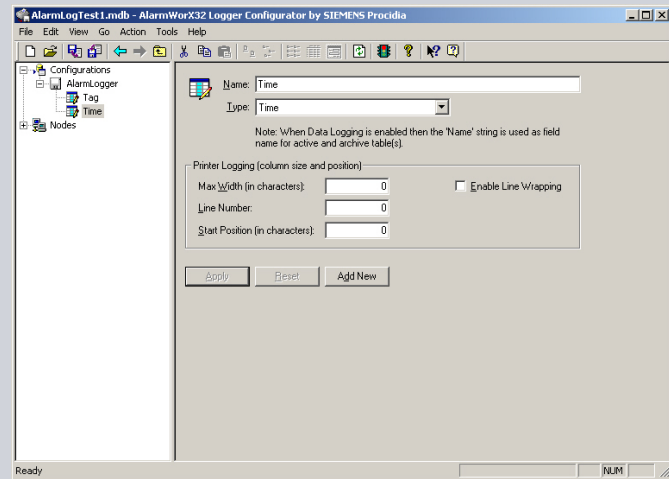 AlarmLogTest1.mdb - AlarmWorX32 Logger Configurator by SIEMENS Procidia
File Edit View Go Action Tools Help
Configurations
AlarmLogger
Tag
Time
Nodes
Name: Time
Type: Time
Note: When Data Logging is enabled then the 'Name' string is used as field
name for active and archive table(s).
Printer Logging (column size and position)
Max Width (in characters): 0 Enable Line Wrapping
Line Number: 0
Start Position (in characters): 0
Apply Reset Add New
Ready NUM